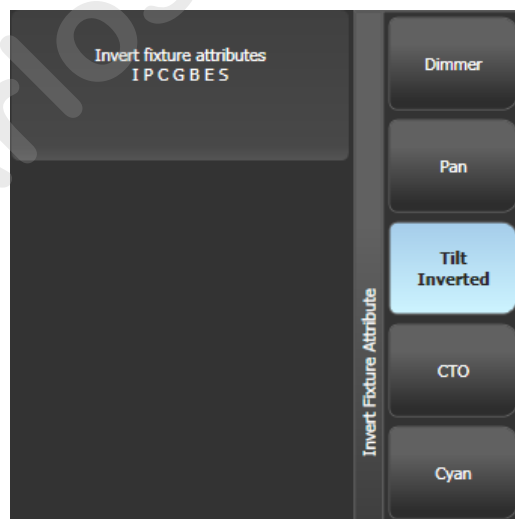 Invert fixture attributes
I P C G B E S
Invert Fixture Attribute
Dimmer
Pan
Tilt
Inverted
CTO
Cyan